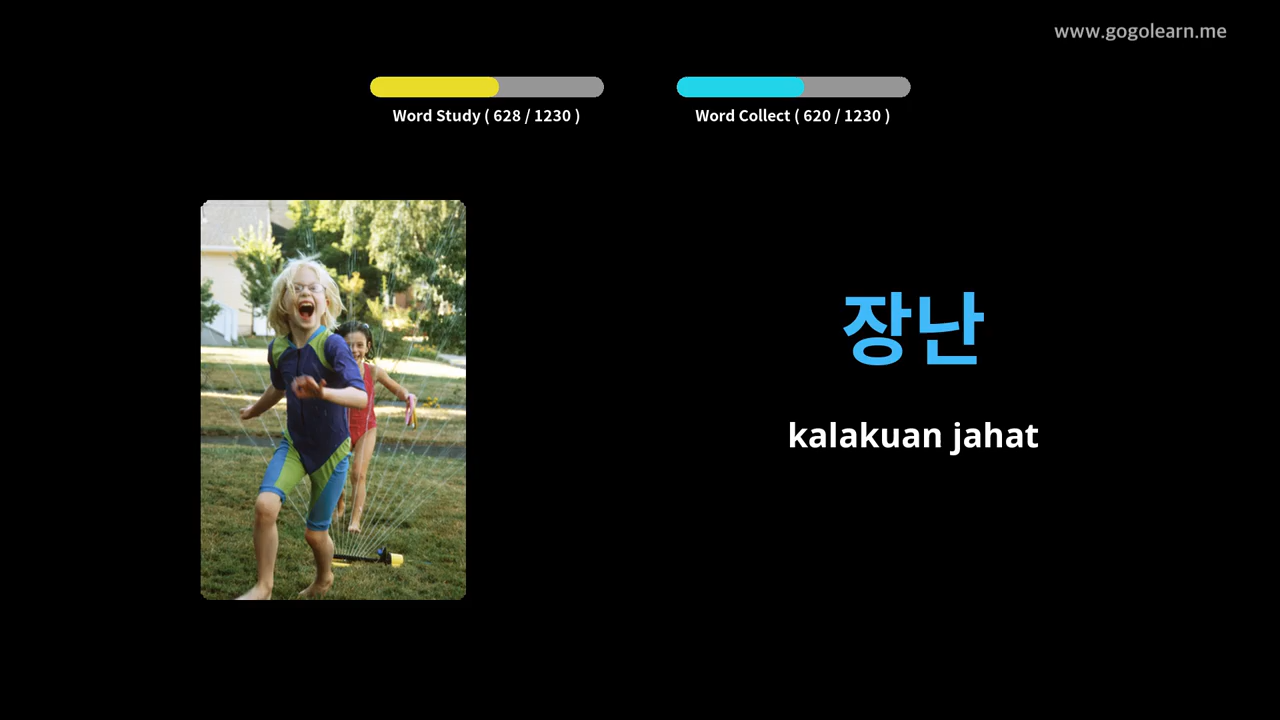 www.gogolearn.me
Word Study ( 628 / 1230 )
Word Collect ( 620 / 1230 )
장난
kalakuan jahat